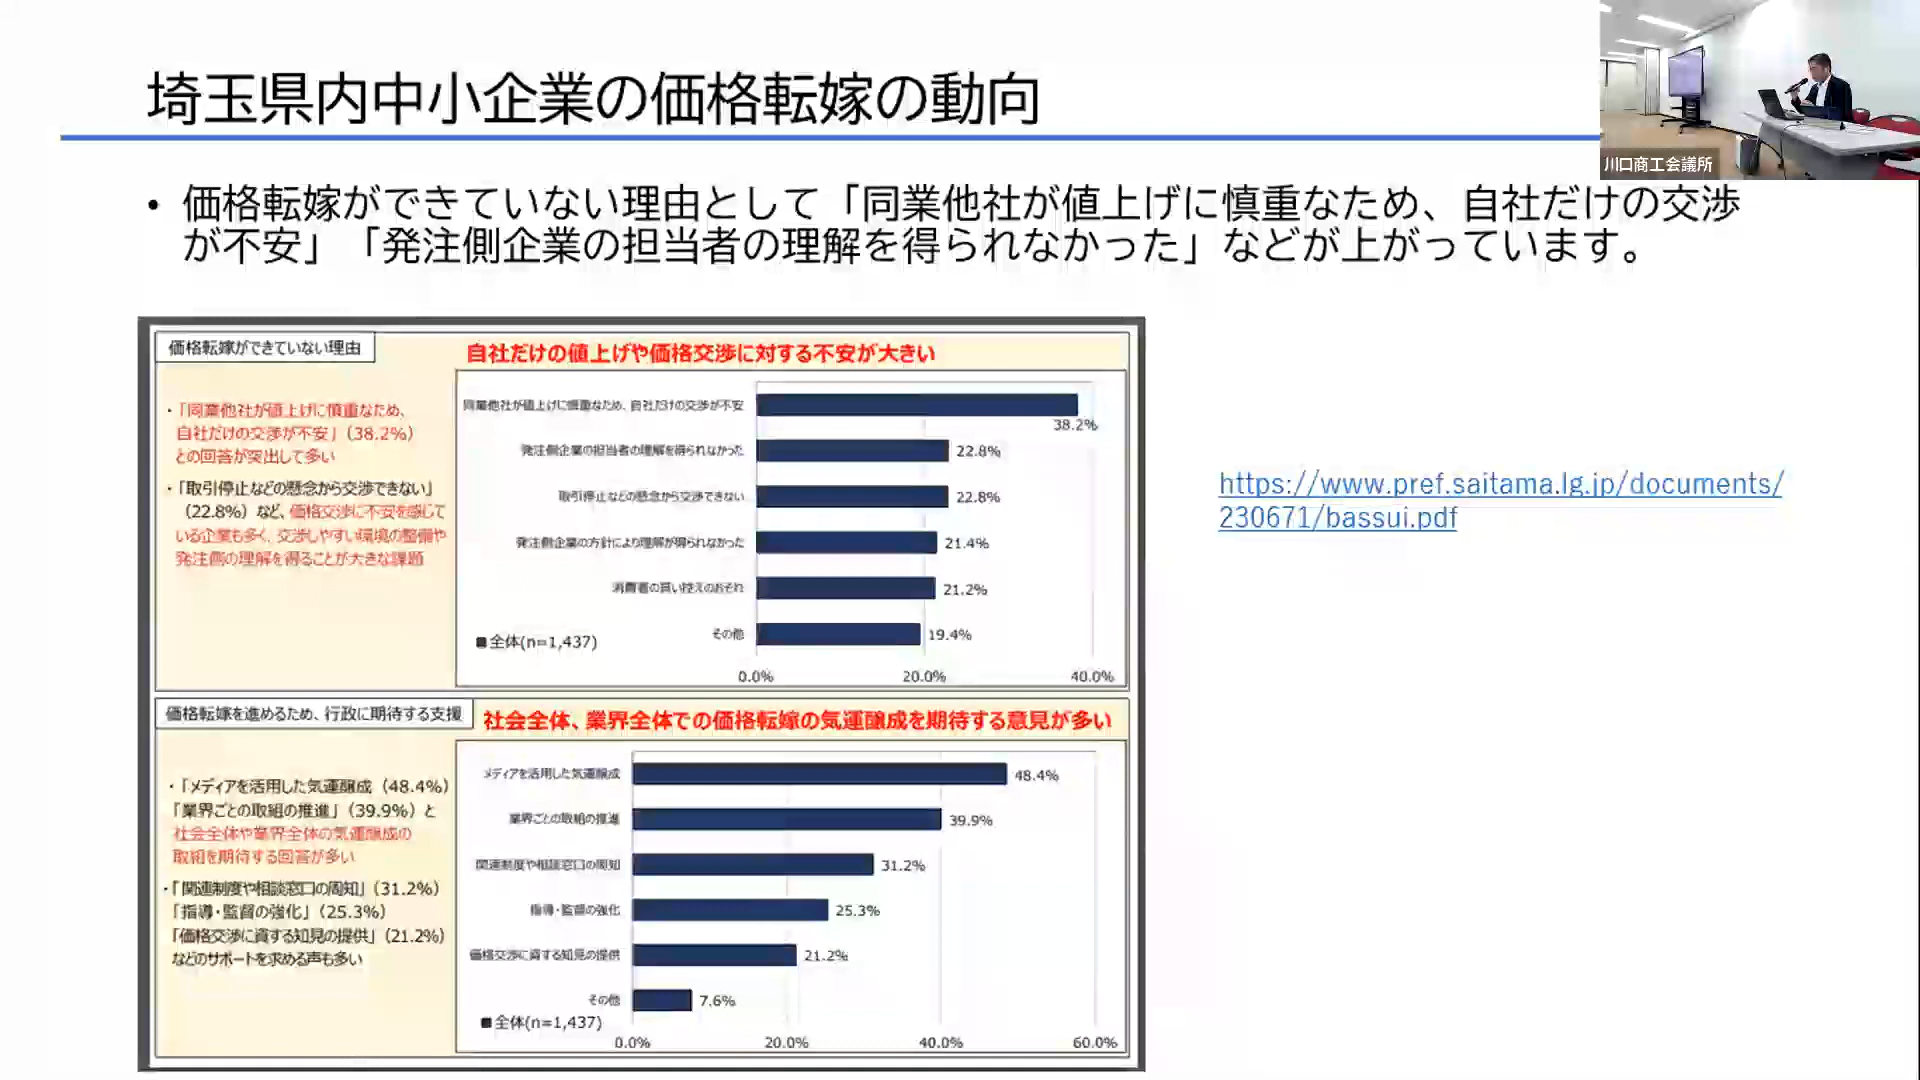 埼玉県内中小企業の価格転嫁の動向
川口商工会議所
• 価格転嫁ができていない理由として「同業他社が値上げに慎重なため、自社だけの交渉
が不安」「発注側企業の担当者の理解を得られなかった」などが上がっています。
価格転嫁ができていない理由
自社だけの値上げや価格交渉に対する不安が大きい
・「同業他社が値上げに慎重なため、
自社だけの交渉が不安」（38.2%）
との回答が突出して多い
・「取引停止などの懸念から交渉できない」
（22.8%）など、価格交渉に不安を感じて
いる企業も多く、交渉しやすい環境の整備や
発注側の理解を得ることが大きな課題
同業他社が値上げに慎重なため、自社だけの交渉が不安
38.2%
発注側企業の担当者の理解を得られなかった 22.8%
取引停止などの懸念から交渉できない 22.8%
発注側企業の方針により理解が得られなかった 21.4%
消費者の買い控えのおそれ 21.2%
その他 19.4%
■全体(n=1,437)
0.0% 20.0% 40.0%
https://www.pref.saitama.lg.jp/documents/
230671/bassui.pdf
価格転嫁を進めるため、行政に期待する支援
社会全体、業界全体での価格転嫁の気運醸成を期待する意見が多い
・「メディアを活用した気運醸成（48.4%）
「業界ごとの取組の推進」（39.9%）と
社会全体や業界全体の気運醸成の
取組を期待する回答が多い
・「関連制度や相談窓口の周知」（31.2%）
「指導・監督の強化」（25.3%）
「価格交渉に資する知見の提供」（21.2%）
などのサポートを求める声も多い
メディアを活用した気運醸成 48.4%
業界ごとの取組の推進 39.9%
関連制度や相談窓口の周知 31.2%
指導・監督の強化 25.3%
価格交渉に資する知見の提供 21.2%
その他 7.6%
■全体(n=1,437)
0.0% 20.0% 40.0% 60.0%